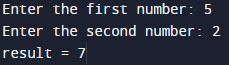 Enter the first number: 5
Enter the second number: 2
result = 7